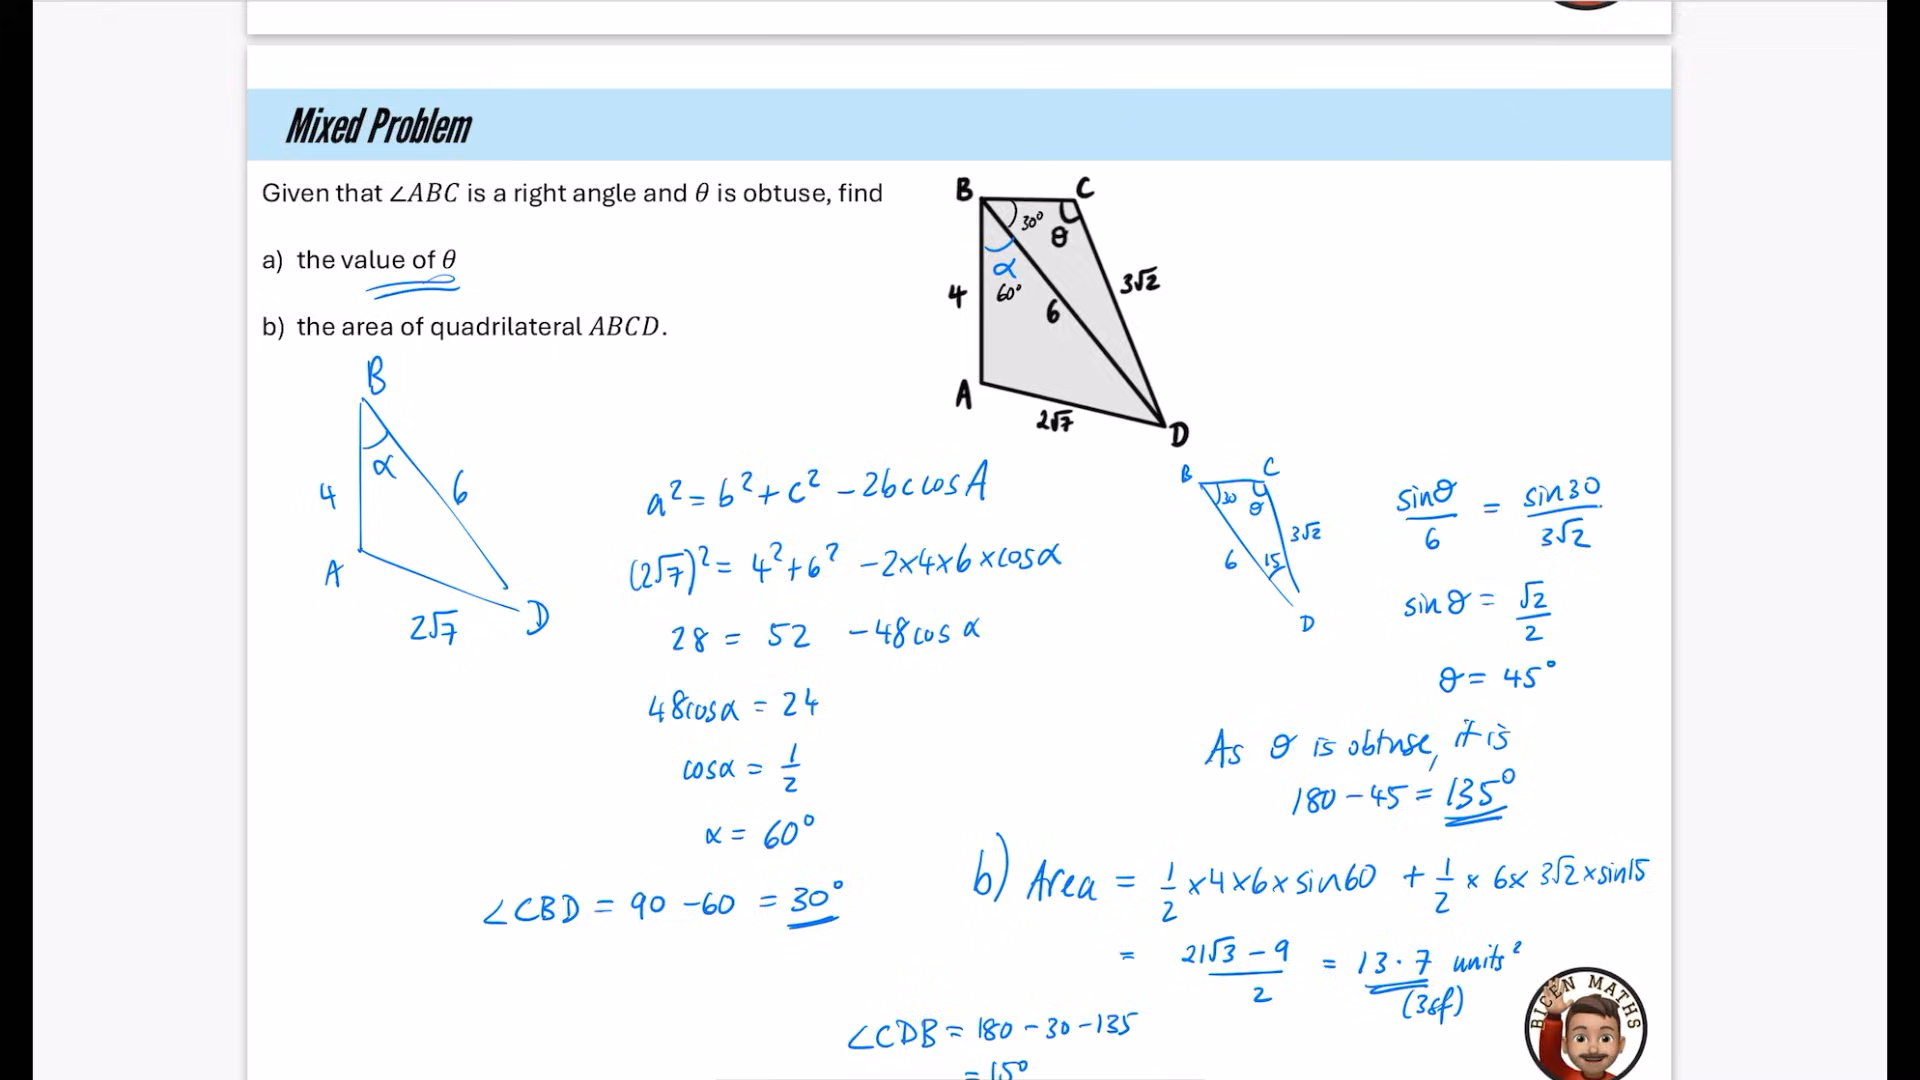 Mixed Problem
Given that ∠ABC is a right angle and θ is obtuse, find
a) the value of θ
b) the area of quadrilateral ABCD.
B C
30°
θ
α
60°
4
6
3√2
A
2√7
D
B
α
4
6
A
2√7
D
a² = b² + c² - 2bc cosA
(2√7)² = 4² + 6² - 2×4×6×cosα
28 = 52 - 48cos α
48cosα = 24
cosα = 1/2
α = 60°
∠CBD = 90 - 60 = 30°
B C
30
θ
3√2
6
15
D
sinθ/6 = sin30/3√2
sinθ = √2/2
θ = 45°
As θ is obtuse, it is
180 - 45 = 135°
b) Area = 1/2 ×4×6×sin60 + 1/2 × 6× 3√2×sin15
= 21√3 - 9/2 = 13.7 units²
(3sf)
∠CDB = 180 - 30 - 135
= 15°
BICEN MATHS